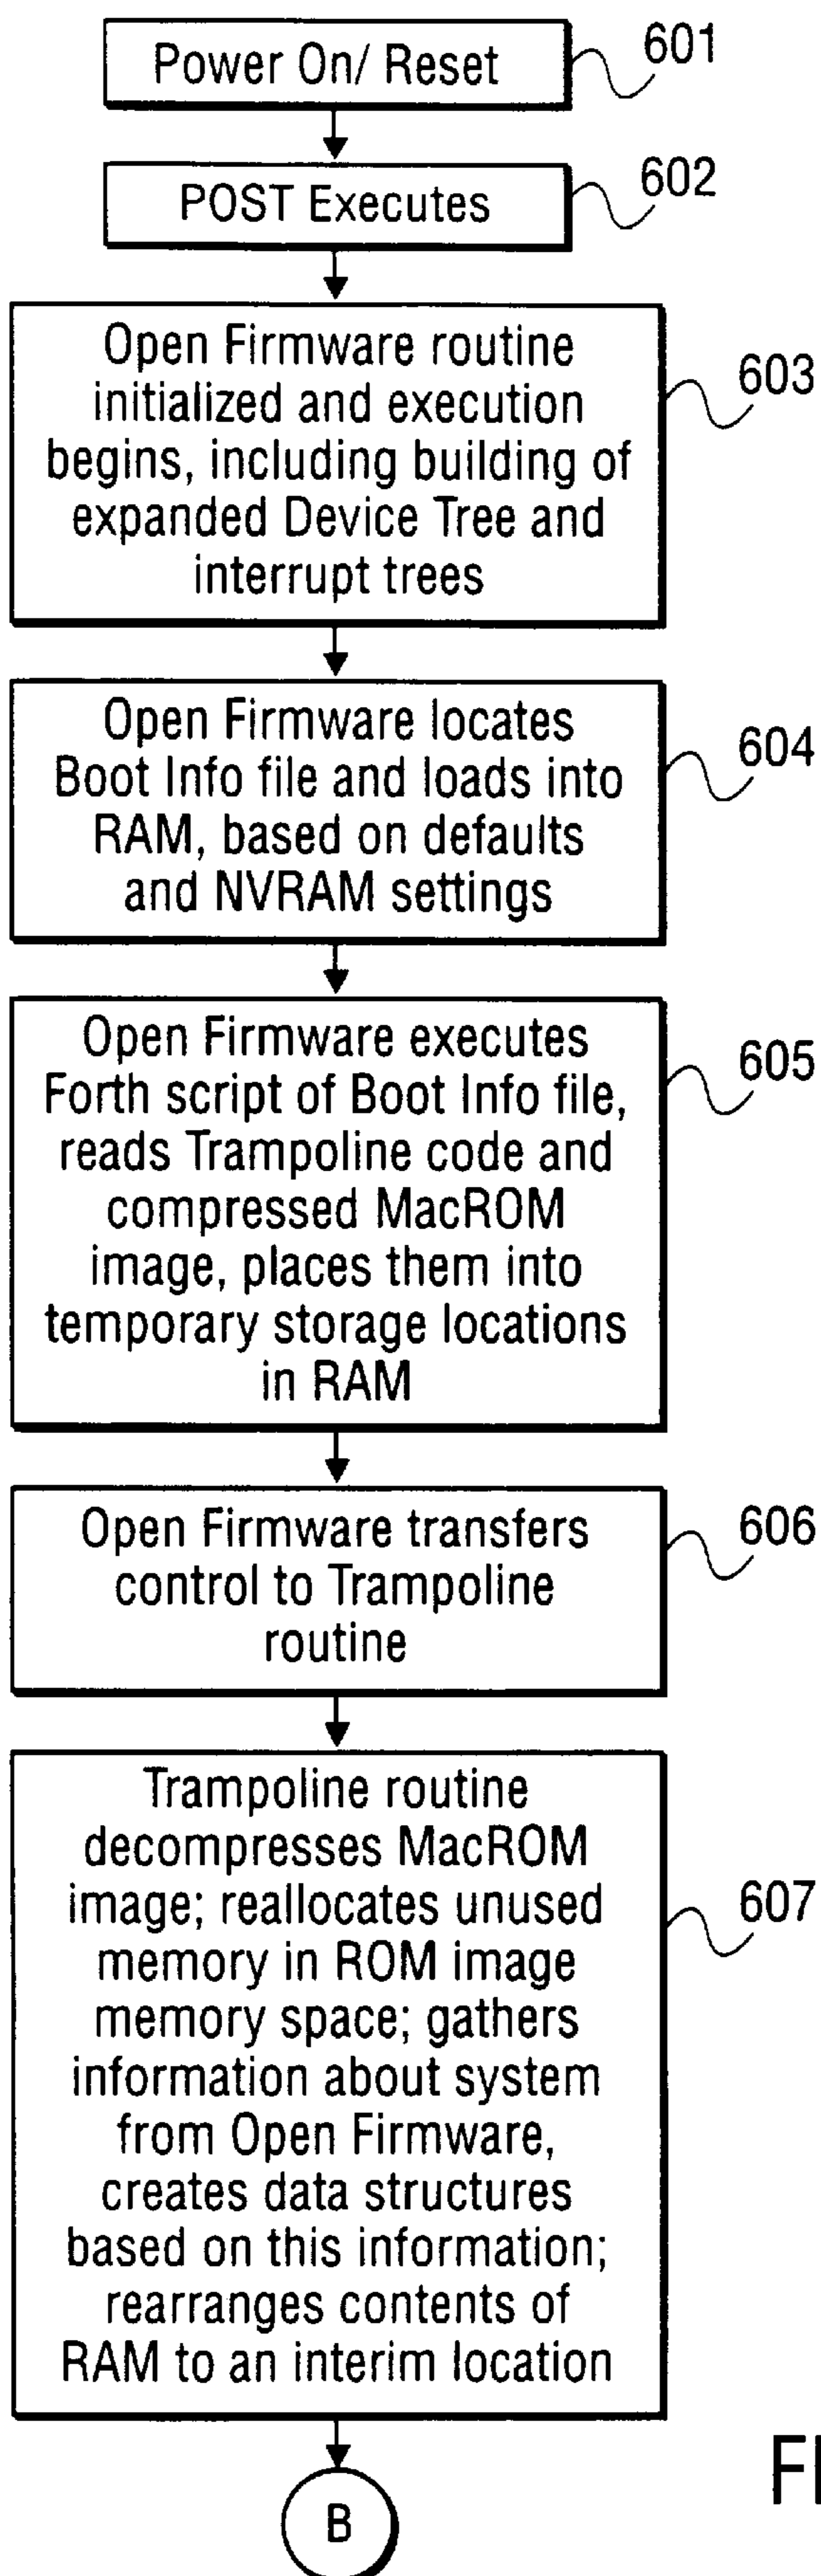 Power On/ Reset
601
POST Executes
602
Open Firmware routine
initialized and execution
begins, including building of
expanded Device Tree and
interrupt trees
603
Open Firmware locates
Boot Info file and loads into
RAM, based on defaults
and NVRAM settings
604
Open Firmware executes
Forth script of Boot Info file,
reads Trampoline code and
compressed MacROM
image, places them into
temporary storage locations
in RAM
605
Open Firmware transfers
control to Trampoline
routine
606
Trampoline routine
decompresses MacROM
image; reallocates unused
memory in ROM image
memory space; gathers
information about system
from Open Firmware,
creates data structures
based on this information;
rearranges contents of
RAM to an interim location
607
B